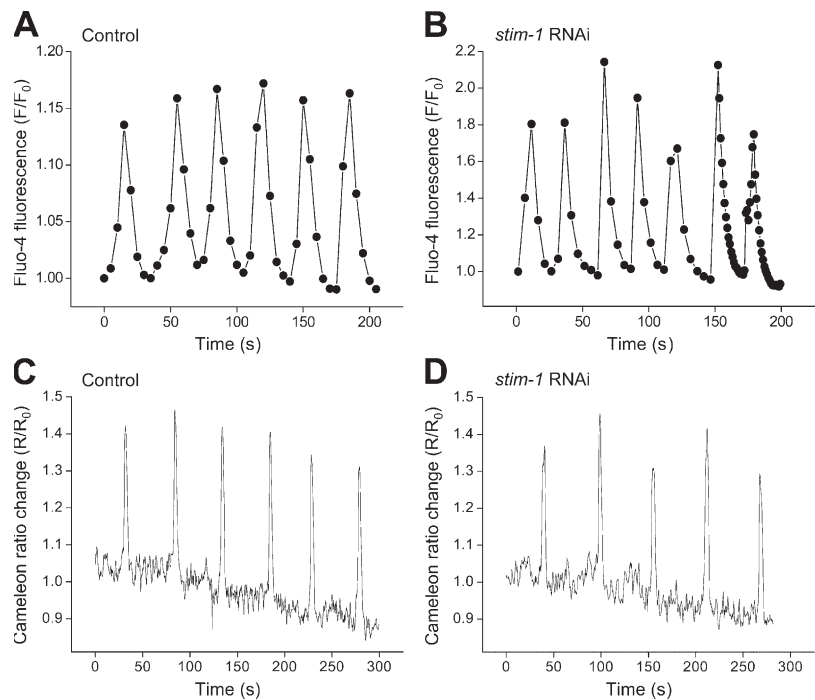 A
Control
Fluo-4 fluorescence (F/F0)
1.20
1.15
1.10
1.05
1.00
0 50 100 150 200
Time (s)
B
stim-1 RNAi
Fluo-4 fluorescence (F/F0)
2.2
2.0
1.8
1.6
1.4
1.2
1.0
0 50 100 150 200
Time (s)
C
Control
Cameleon ratio change (R/R0)
1.5
1.4
1.3
1.2
1.1
1.0
0.9
0 50 100 150 200 250 300
Time (s)
D
stim-1 RNAi
Cameleon ratio change (R/R0)
1.5
1.4
1.3
1.2
1.1
1.0
0.9
0 50 100 150 200 250 300
Time (s)